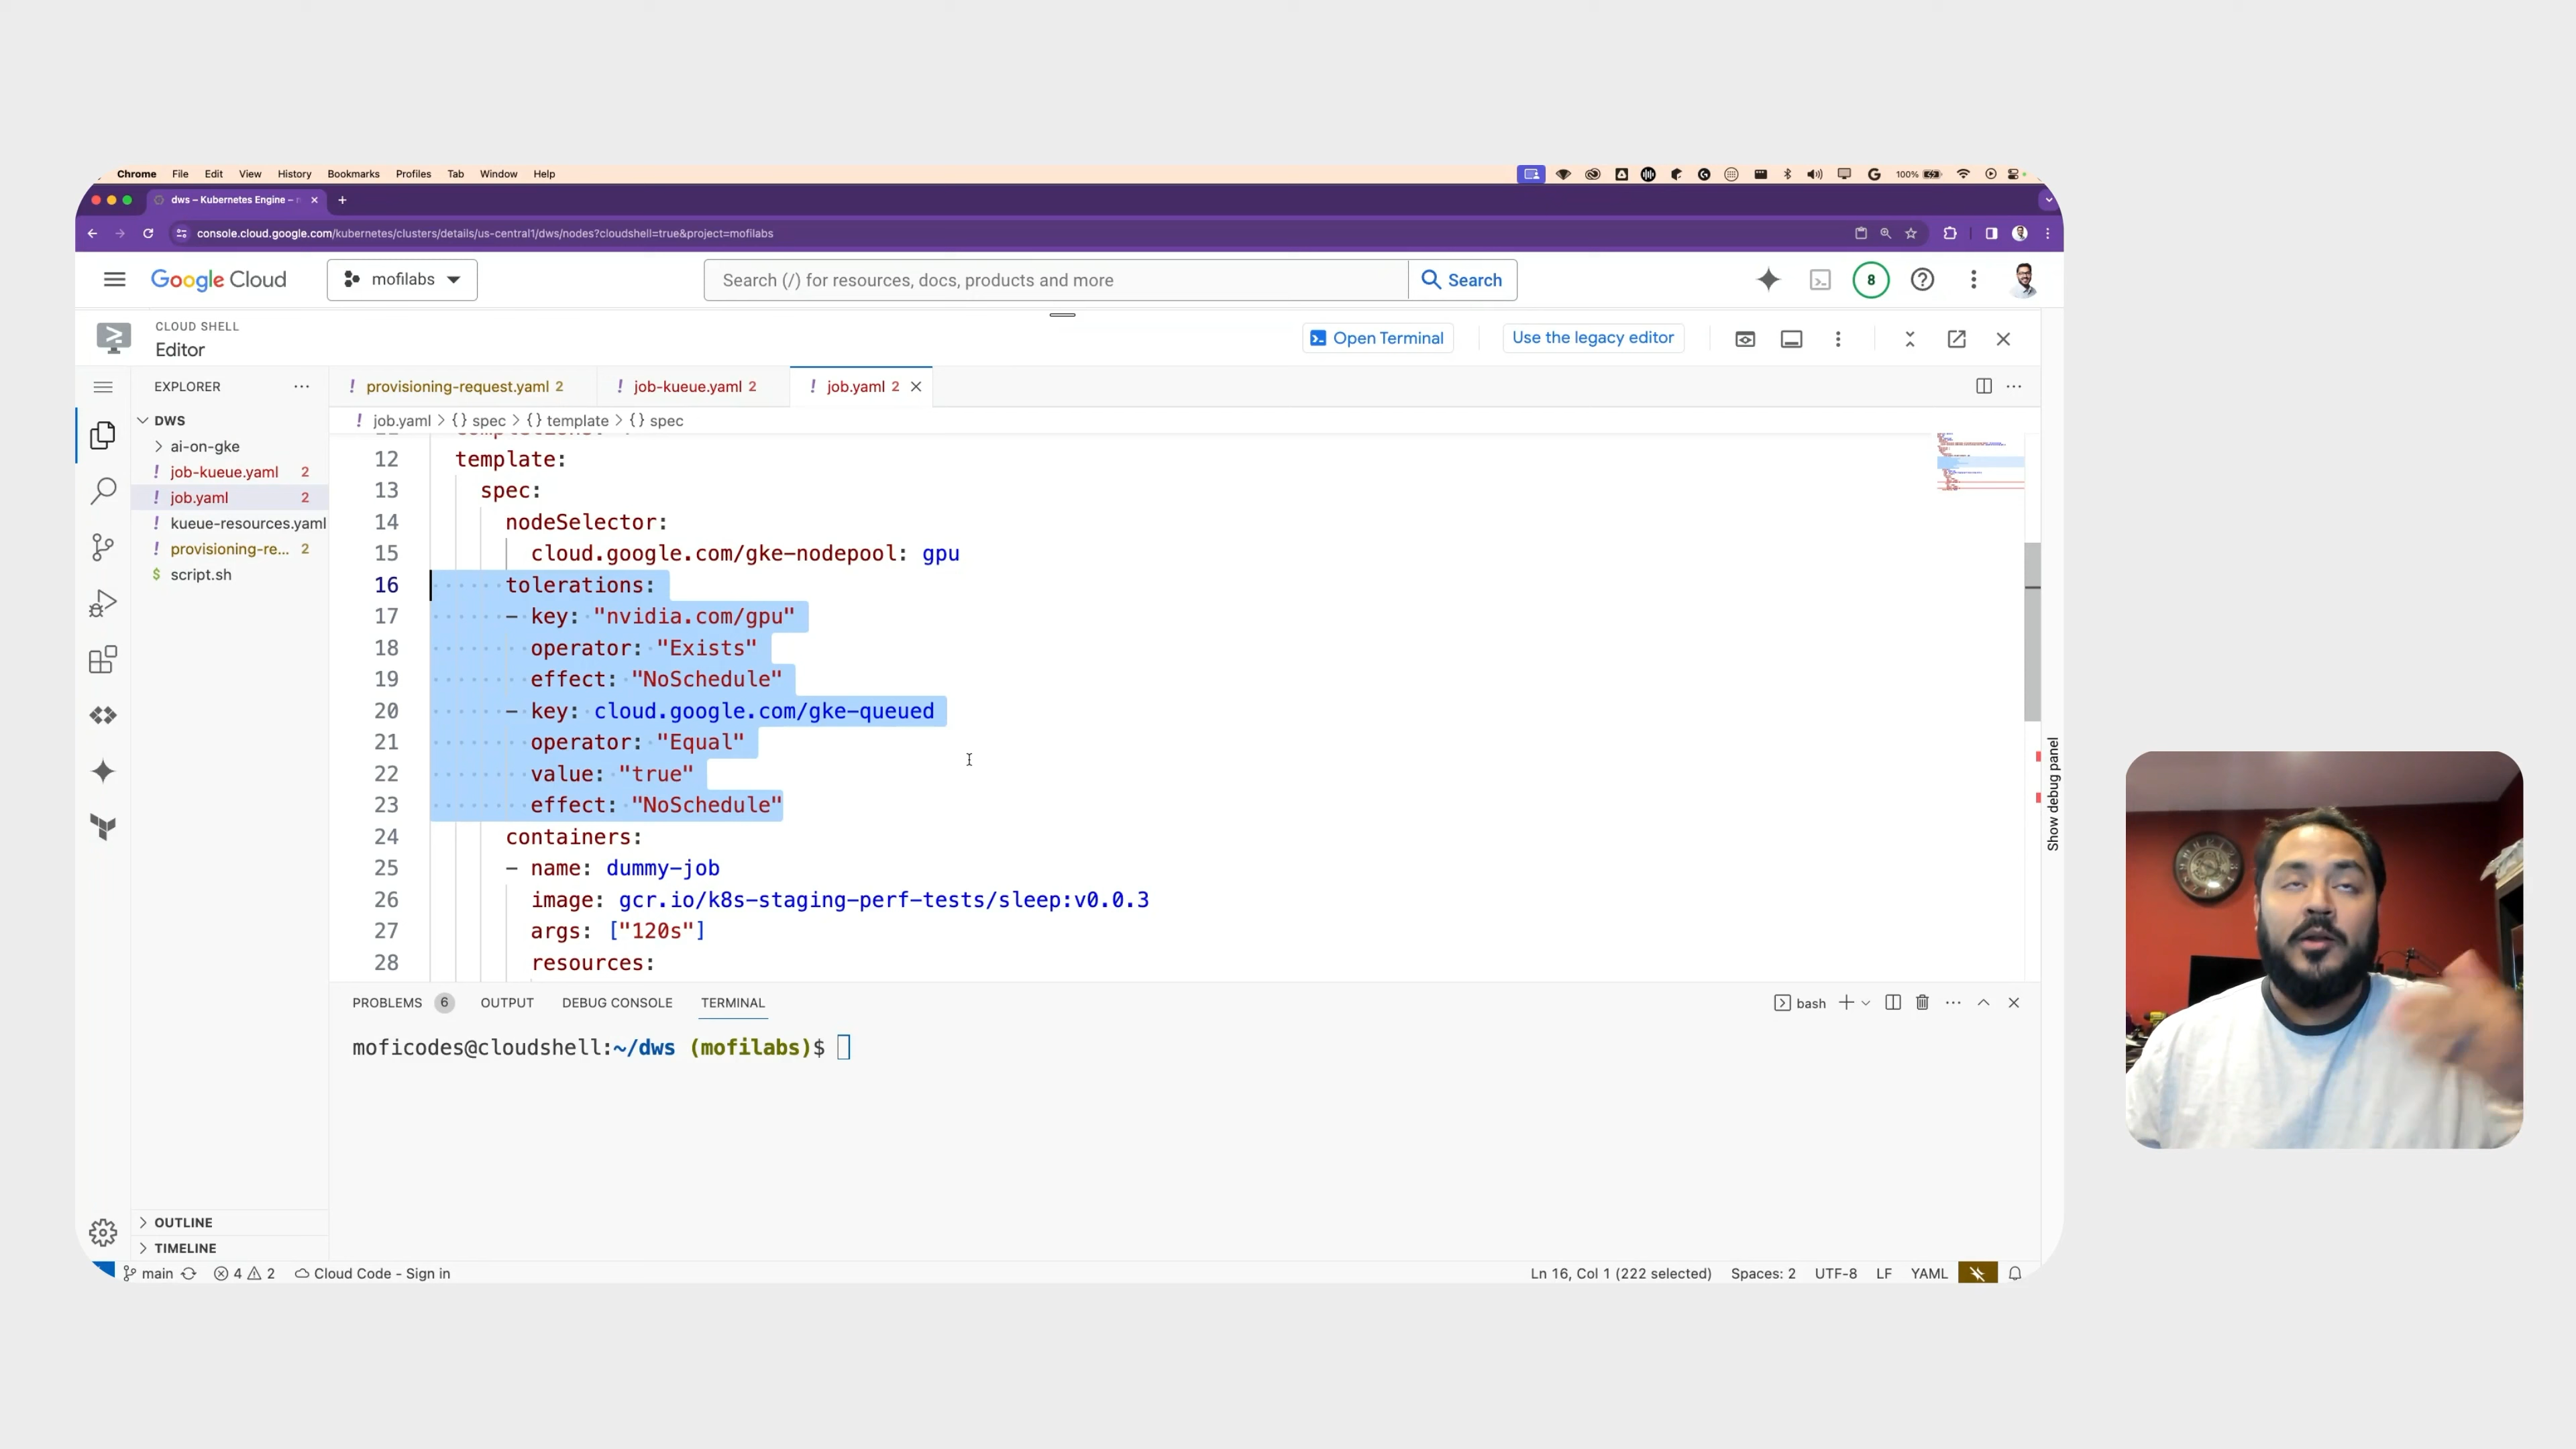 Chrome File Edit View History Bookmarks Profiles Tab Window Help
100%
dws – Kubernetes Engine –
console.cloud.google.com/kubernetes/clusters/details/us-central1/dws/nodes?cloudshell=true&project=mofilabs
Google Cloud
mofilabs
Search (/) for resources, docs, products and more
Search
8
CLOUD SHELL
Editor
Open Terminal
Use the legacy editor
EXPLORER
provisioning-request.yaml 2
job-kueue.yaml 2
job.yaml 2
DWS
ai-on-gke
job-kueue.yaml 2
job.yaml 2
kueue-resources.yaml
provisioning-re... 2
script.sh
job.yaml > {} spec > {} template > {} spec
12 template:
13 spec:
14 nodeSelector:
15 cloud.google.com/gke-nodepool: gpu
16 tolerations:
17 - key: "nvidia.com/gpu"
18 operator: "Exists"
19 effect: "NoSchedule"
20 - key: cloud.google.com/gke-queued
21 operator: "Equal"
22 value: "true"
23 effect: "NoSchedule"
24 containers:
25 - name: dummy-job
26 image: gcr.io/k8s-staging-perf-tests/sleep:v0.0.3
27 args: ["120s"]
28 resources:
Show debug panel
PROBLEMS 6 OUTPUT DEBUG CONSOLE TERMINAL
bash
moficodes@cloudshell:~/dws (mofilabs)$
OUTLINE
TIMELINE
main 4 2 Cloud Code - Sign in
Ln 16, Col 1 (222 selected) Spaces: 2 UTF-8 LF YAML